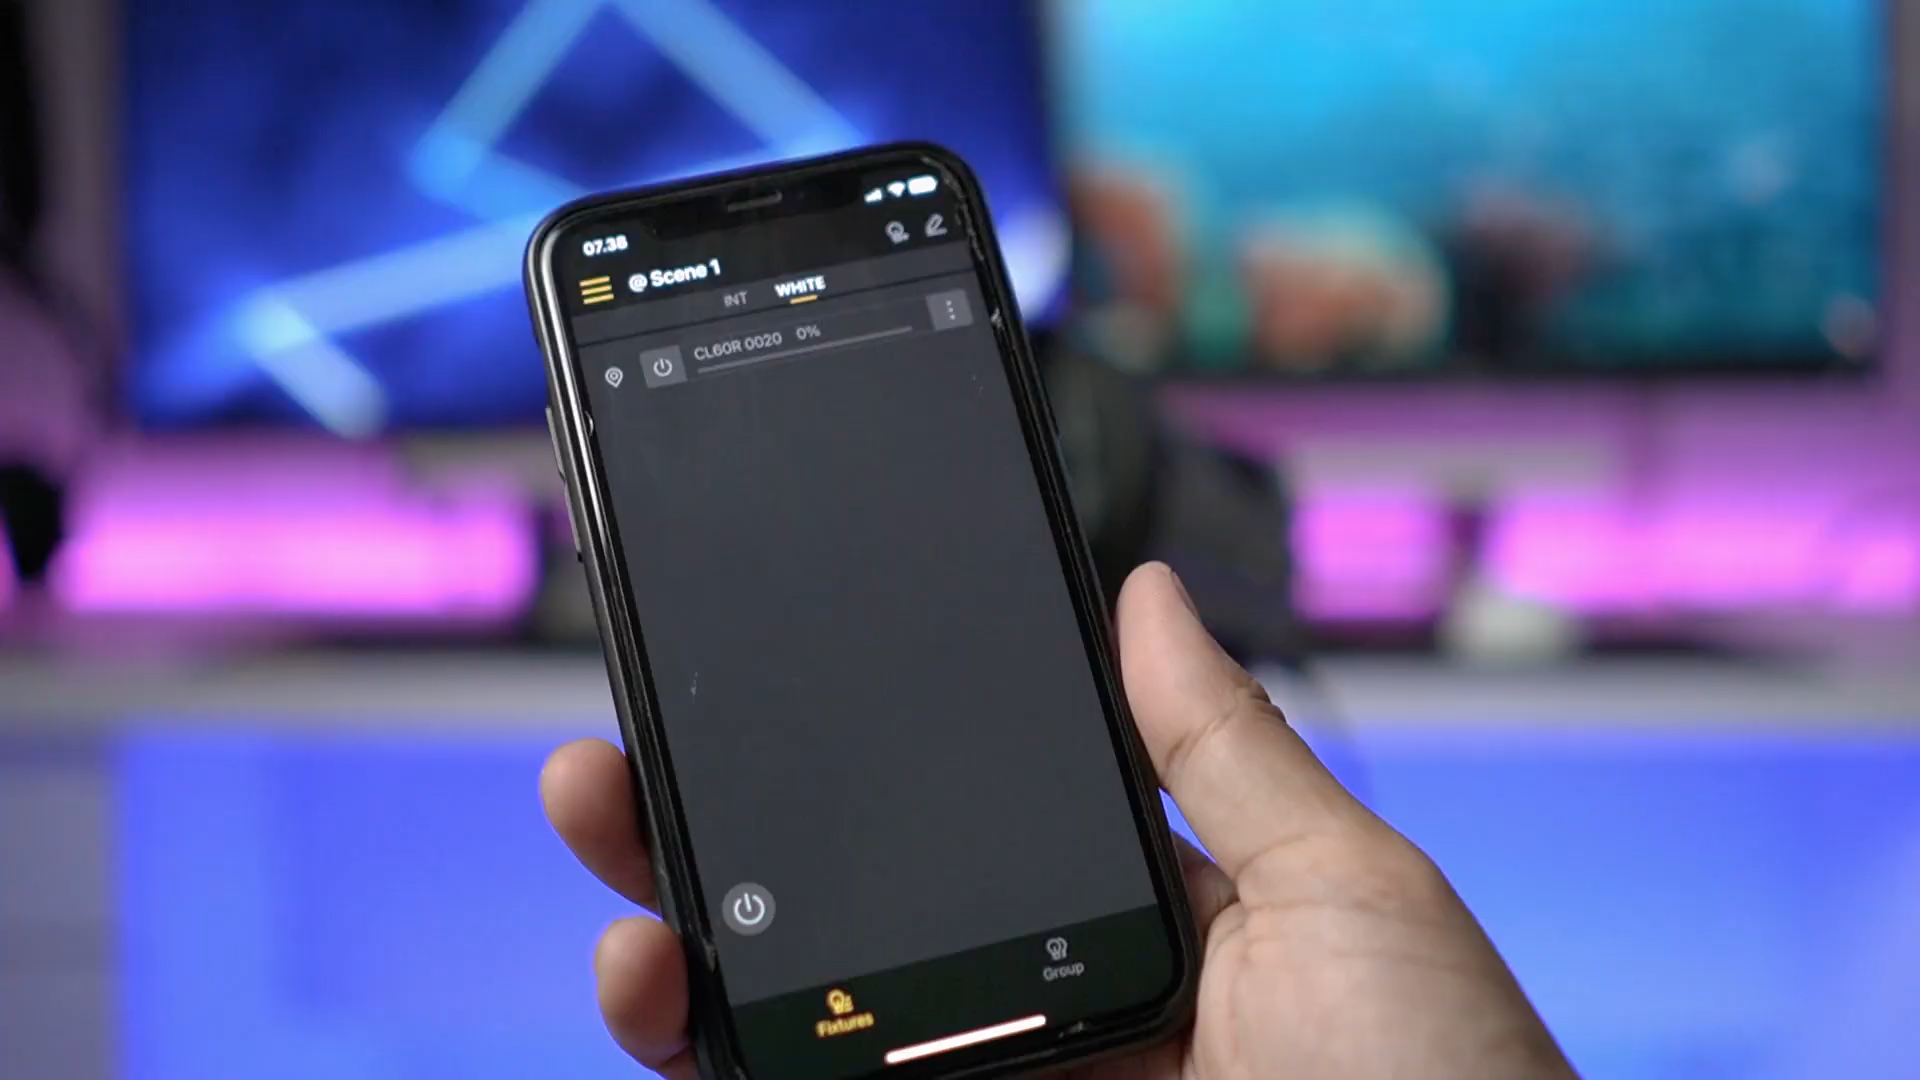 07.38
@ Scene 1
INT WHITE
CL60R 0020 0%
Fixtures
Group